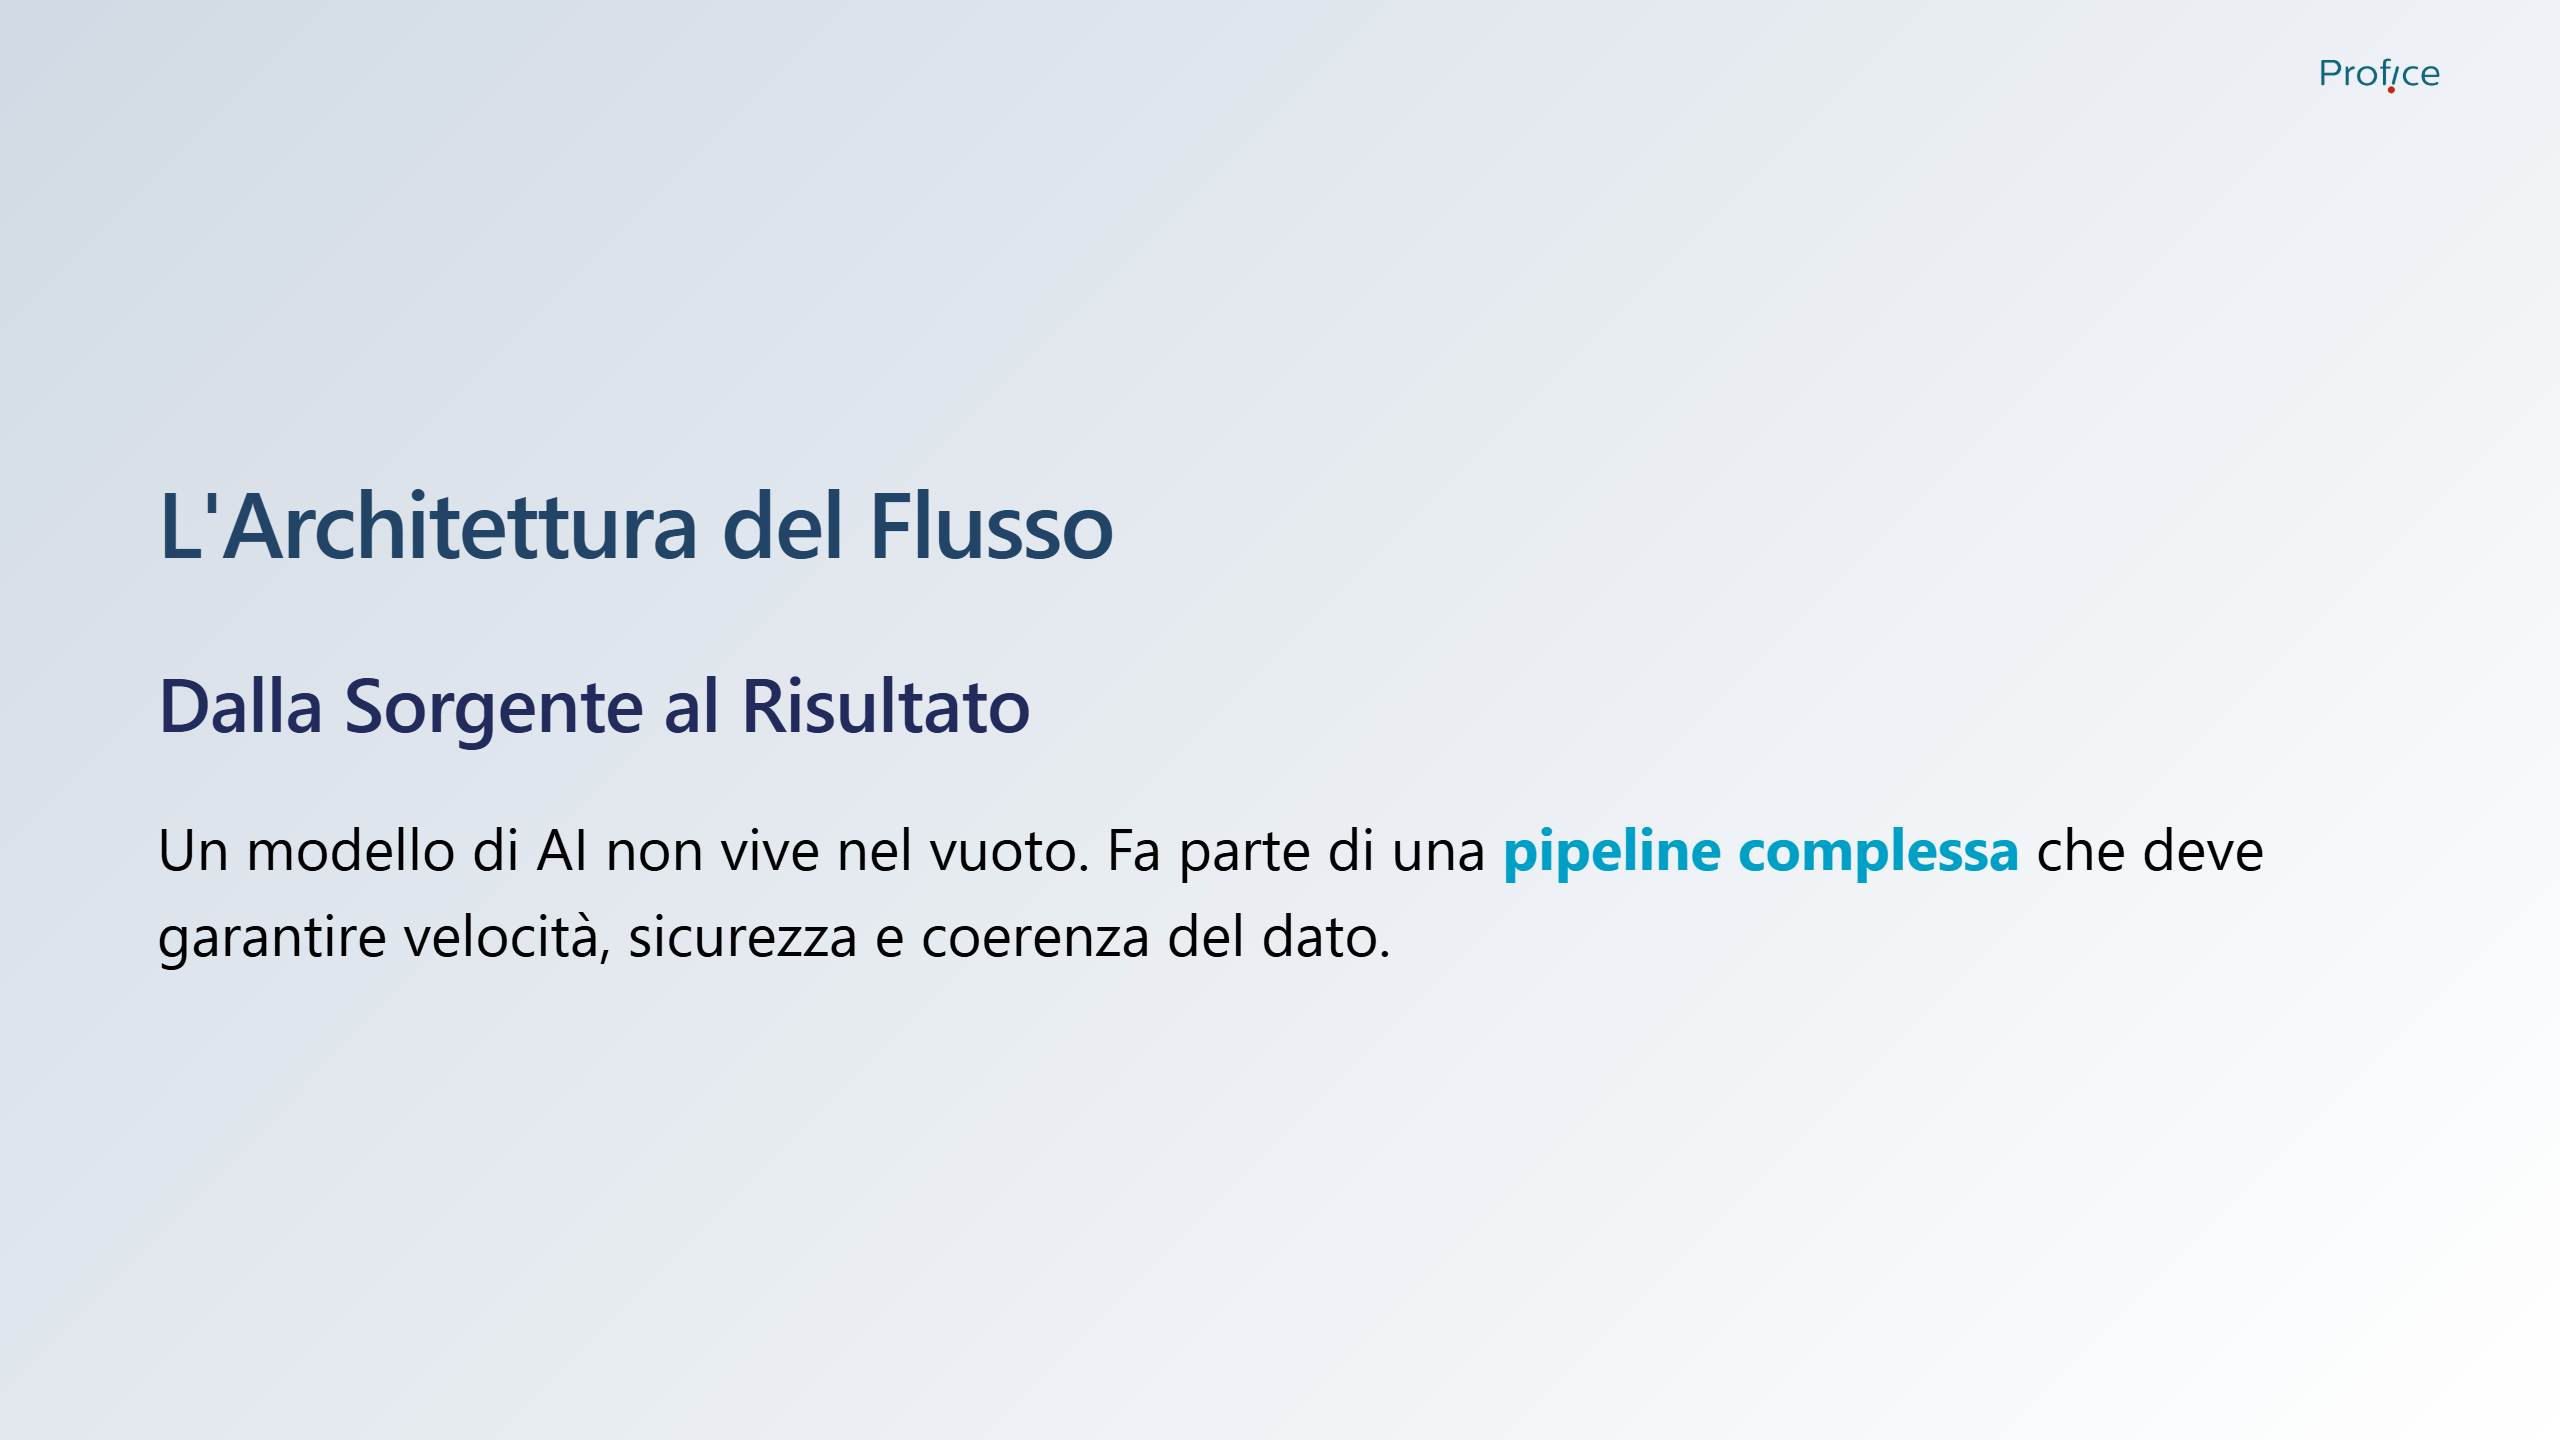 Profice
L'Architettura del Flusso
Dalla Sorgente al Risultato
Un modello di AI non vive nel vuoto. Fa parte di una pipeline complessa che deve
garantire velocità, sicurezza e coerenza del dato.